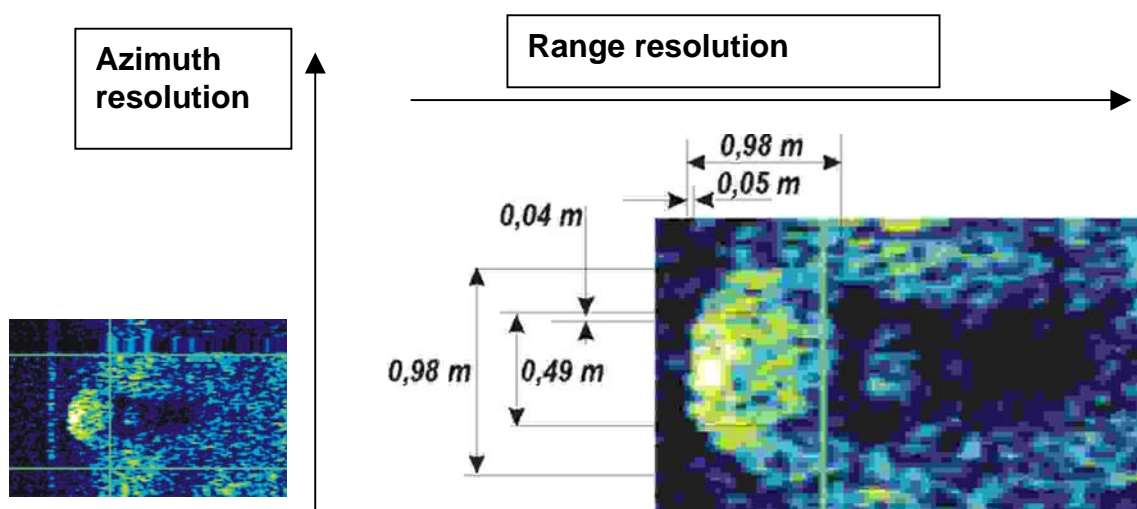 Azimuth
resolution
Range resolution
0,98 m
0,05 m
0,04 m
0,98 m
0,49 m